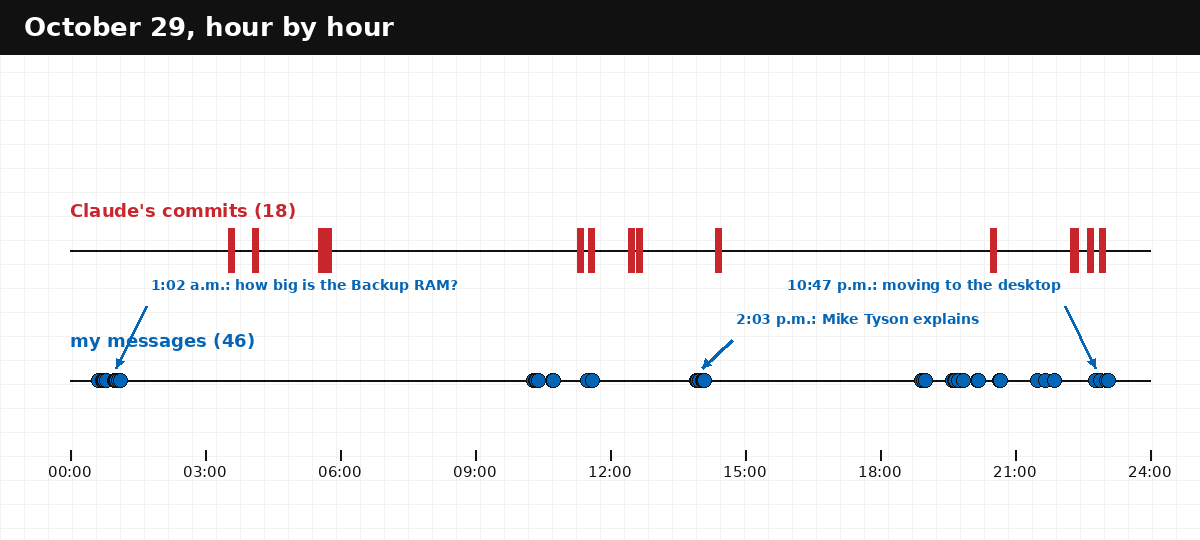 October 29, hour by hour
Claude's commits (18)
1:02 a.m.: how big is the Backup RAM?
10:47 p.m.: moving to the desktop
2:03 p.m.: Mike Tyson explains
my messages (46)
00:00 03:00 06:00 09:00 12:00 15:00 18:00 21:00 24:00